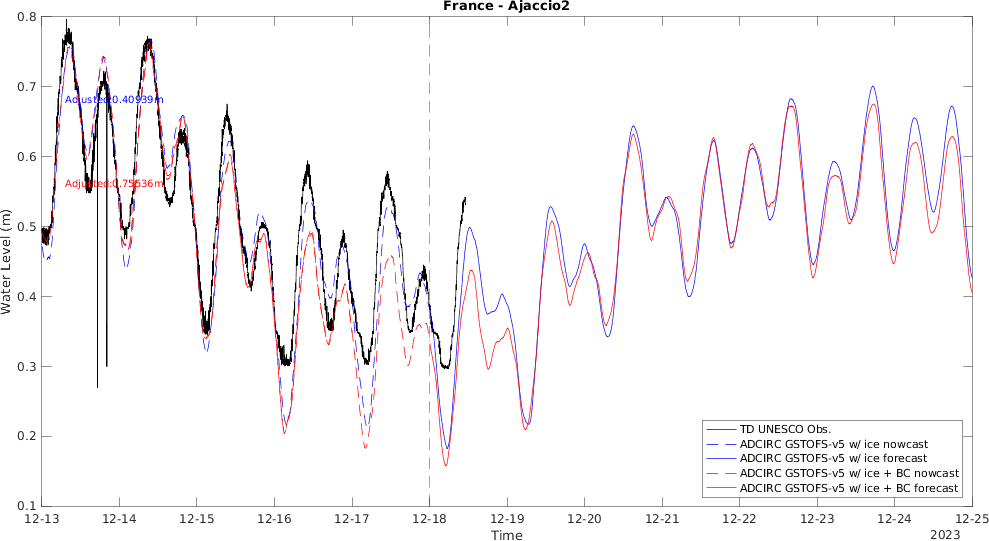 France - Ajaccio2
0.8
0.7
0.6
0.5
0.4
0.3
0.2
0.1
Water Level (m)
Adjusted:0.40939m
Adjusted:0.75536m
TD UNESCO Obs.
ADCIRC GSTOFS-v5 w/ ice nowcast
ADCIRC GSTOFS-v5 w/ ice forecast
ADCIRC GSTOFS-v5 w/ ice + BC nowcast
ADCIRC GSTOFS-v5 w/ ice + BC forecast
12-13 12-14 12-15 12-16 12-17 12-18 12-19 12-20 12-21 12-22 12-23 12-24 12-25
Time
2023